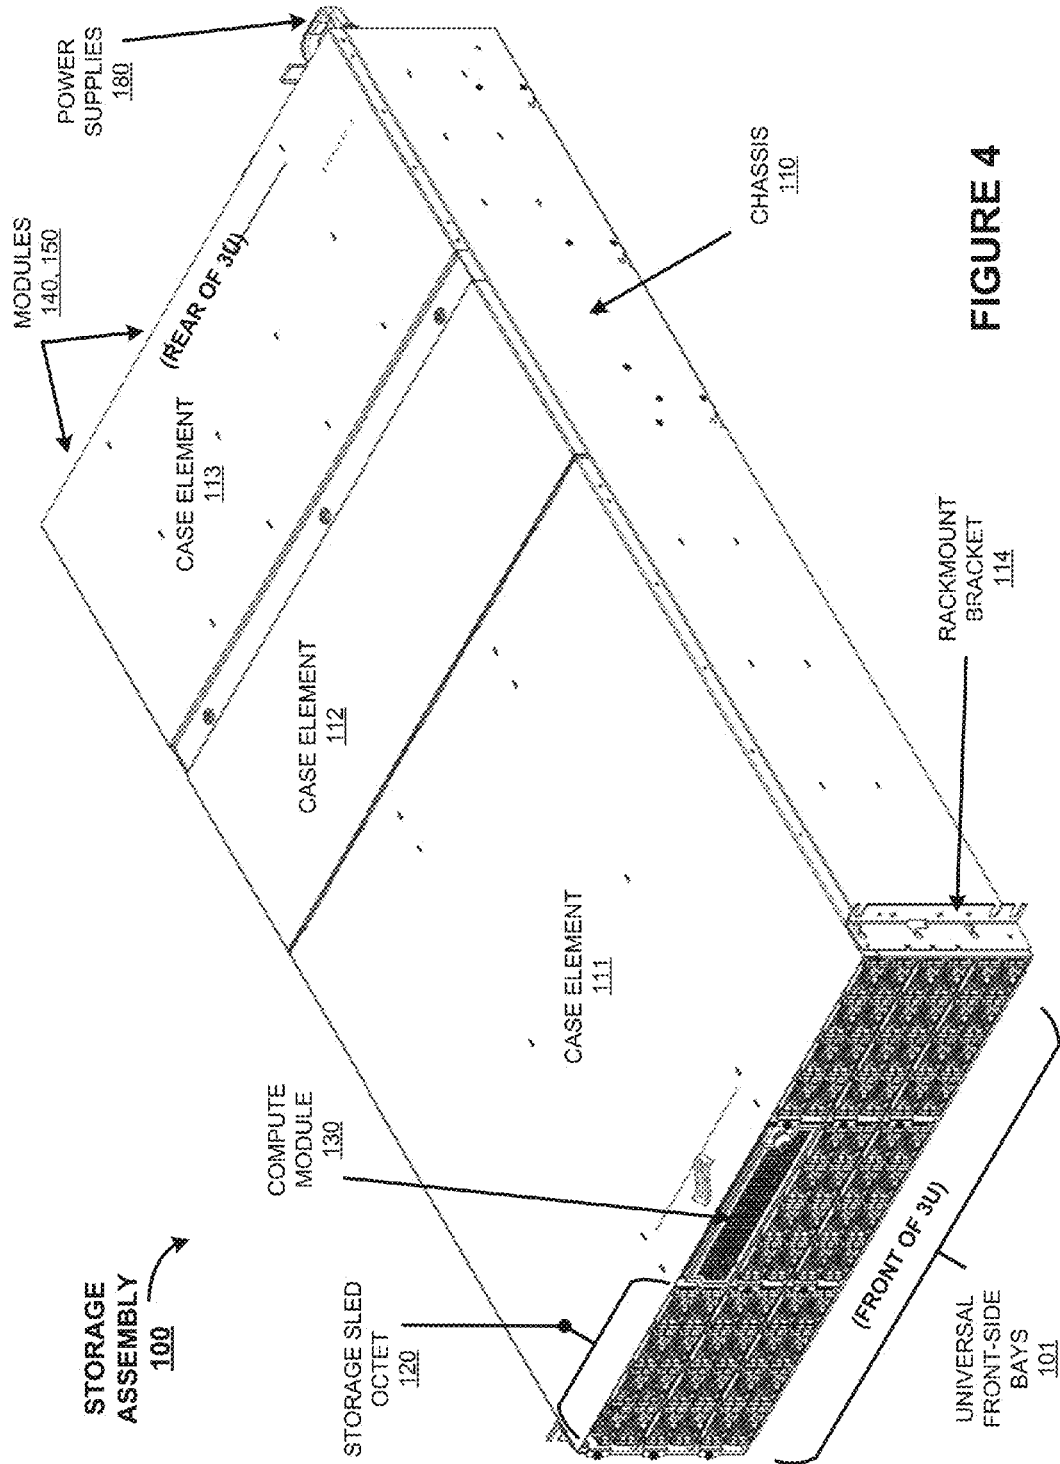 STORAGE
ASSEMBLY
100
STORAGE SLED
OCTET
120
COMPUTE
MODULE
130
CASE ELEMENT
111
CASE ELEMENT
112
CASE ELEMENT
113
MODULES
140, 150
(REAR OF 3U)
POWER
SUPPLIES
180
CHASSIS
110
RACKMOUNT
BRACKET
114
(FRONT OF 3U)
UNIVERSAL
FRONT-SIDE
BAYS
101
FIGURE 4